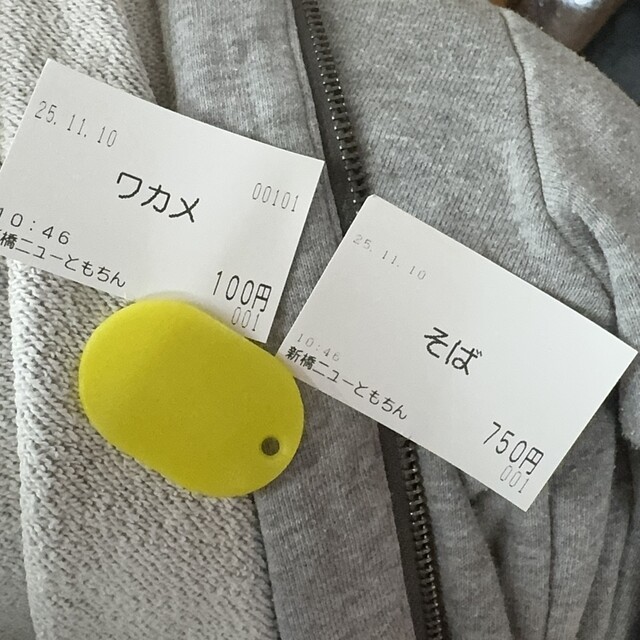 25.11.10
ワカメ
00101
10:46
新橋ニューともちん
100円
001
25.11.10
そば
10:46
新橋ニューともちん
750円
001